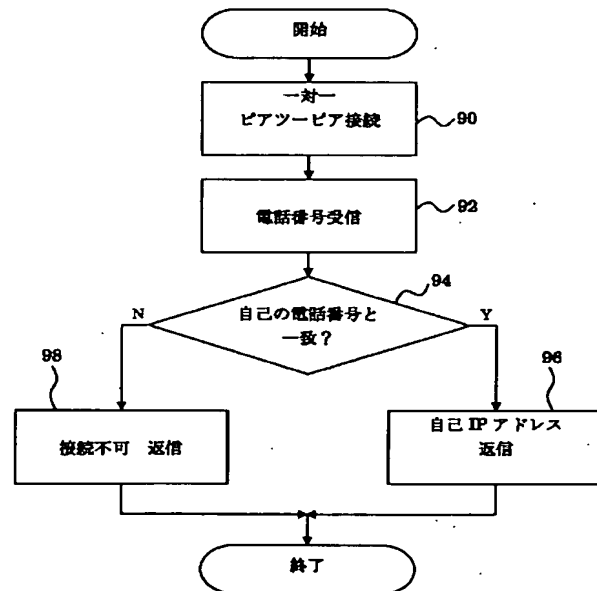 開始
一対一
ピアツーピア接続
90
電話番号受信
92
94
N
自己の電話番号と
一致？
Y
98
96
接続不可　返信
自己 IP アドレス
返信
終了